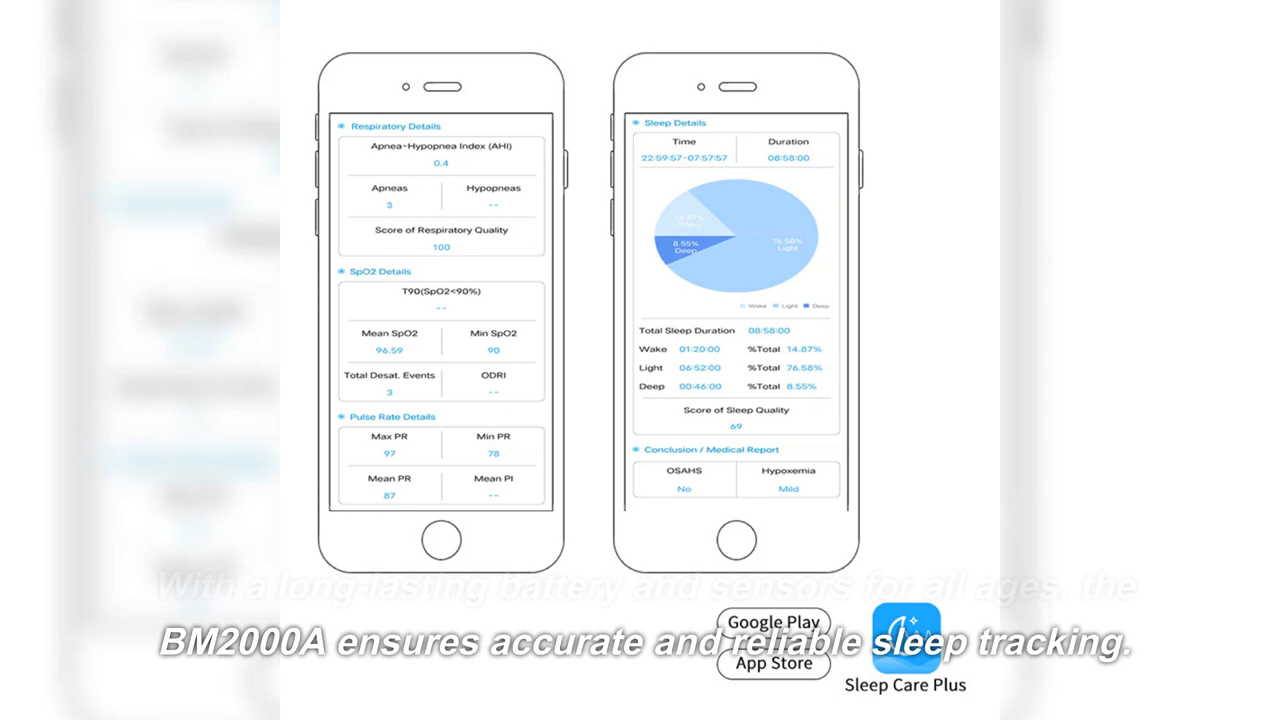 Respiratory Details
Apnea-Hypopnea Index (AHI)
0.4
Apneas
Hypopneas
3
--
Score of Respiratory Quality
100
SpO2 Details
T90(SpO2<90%)
--
Mean SpO2
Min SpO2
96.59
90
Total Desat. Events
ODRI
3
--
Pulse Rate Details
Max PR
Min PR
97
78
Mean PR
Mean PI
87
--
Sleep Details
Time
Duration
22:59:57-07:57:57
08:58:00
14.87%
Wake
8.55%
Deep
76.58%
Light
Wake Light Deep
Total Sleep Duration 08:58:00
Wake 01:20:00 %Total 14.87%
Light 06:52:00 %Total 76.58%
Deep 00:46:00 %Total 8.55%
Score of Sleep Quality
69
Conclusion / Medical Report
OSAHS
Hypoxemia
No
Mild
With a long-lasting battery and sensors for all ages, the
BM2000A ensures accurate and reliable sleep tracking.
Google Play
App Store
Sleep Care Plus